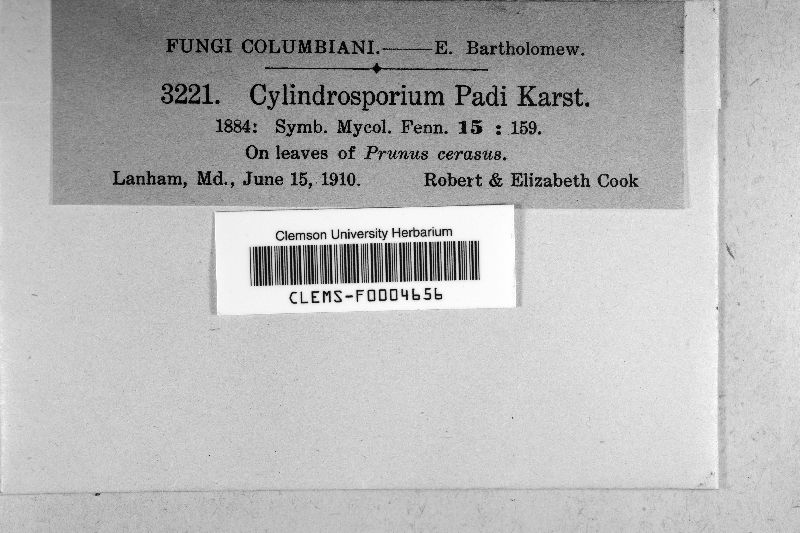 FUNGI COLUMBIANI.——E. Bartholomew.
3221. Cylindrosporium Padi Karst.
1884: Symb. Mycol. Fenn. 15 : 159.
On leaves of Prunus cerasus.
Lanham, Md., June 15, 1910. Robert & Elizabeth Cook
Clemson University Herbarium
CLEMS-F0004656